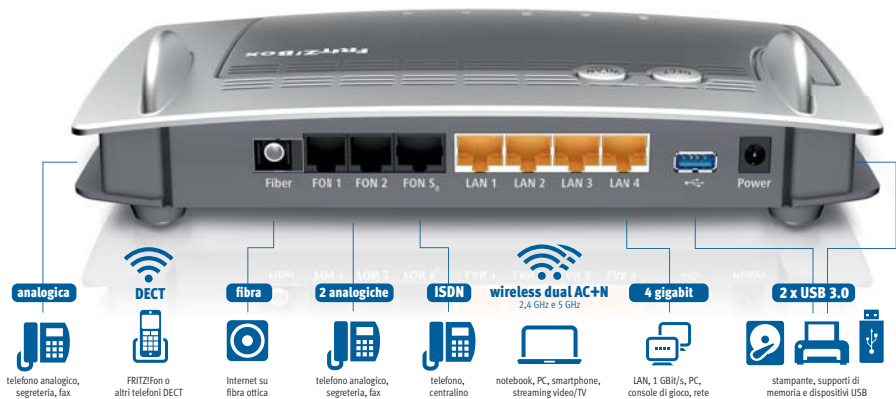 FRITZ!Box
WLAN
DECT
Fiber
FON 1
FON 2
FON S₀
LAN 1
LAN 2
LAN 3
LAN 4
Power
analogica
DECT
fibra
2 analogiche
ISDN
wireless dual AC+N
2,4 GHz e 5 GHz
4 gigabit
2 x USB 3.0
telefono analogico,
segreteria, fax
FRITZ!Fon o
altri telefoni DECT
Internet su
fibra ottica
telefono analogico,
segreteria, fax
telefono,
centralino
notebook, PC, smartphone,
streaming video/TV
LAN, 1 GBit/s, PC,
console di gioco, rete
stampante, supporti di
memoria e dispositivi USB